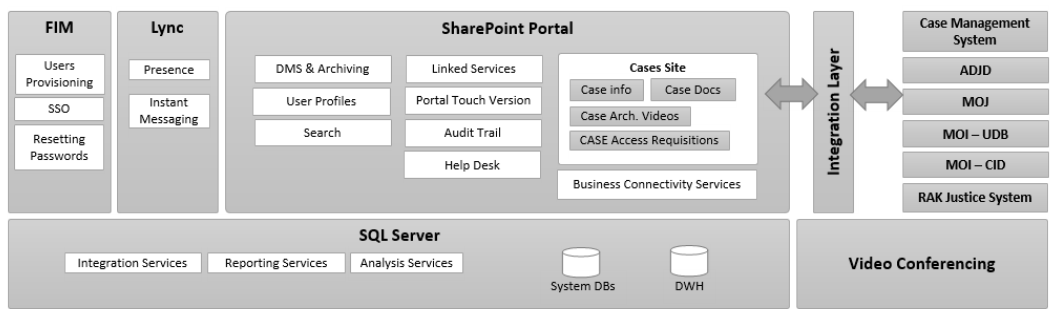 FIM
Users
Provisioning
SSO
Resetting
Passwords
Lync
Presence
Instant
Messaging
SharePoint Portal
DMS & Archiving
User Profiles
Search
Linked Services
Portal Touch Version
Audit Trail
Help Desk
Cases Site
Case info
Case Docs
Case Arch. Videos
CASE Access Requisitions
Business Connectivity Services
Integration Layer
Case Management
System
ADJD
MOJ
MOI – UDB
MOI – CID
RAK Justice System
SQL Server
Integration Services
Reporting Services
Analysis Services
System DBs
DWH
Video Conferencing